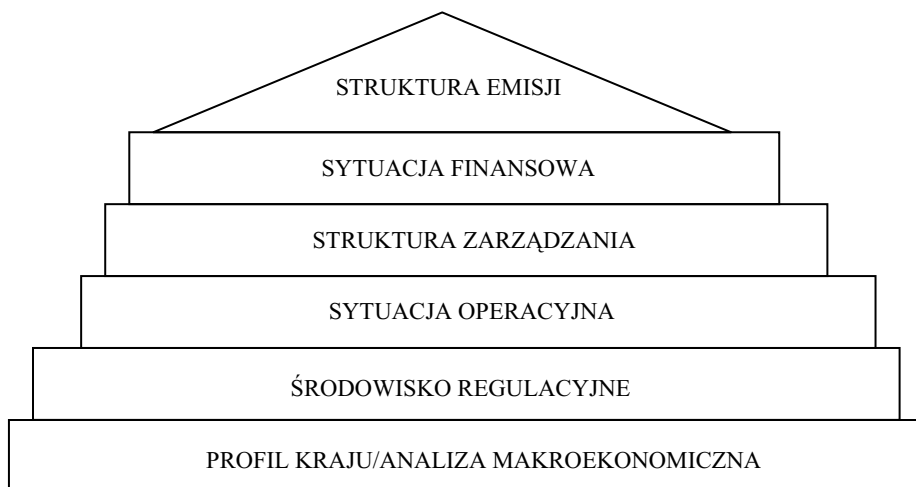 STRUKTURA EMISJI
SYTUACJA FINANSOWA
STRUKTURA ZARZĄDZANIA
SYTUACJA OPERACYJNA
ŚRODOWISKO REGULACYJNE
PROFIL KRAJU/ANALIZA MAKROEKONOMICZNA